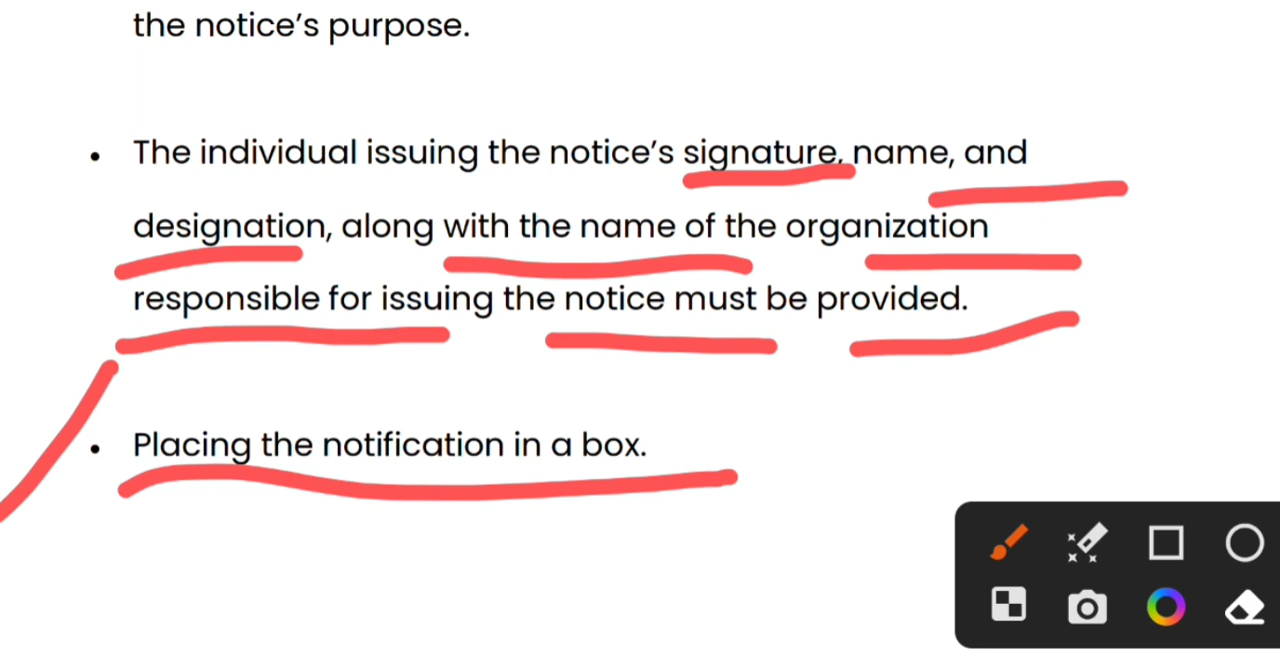 the notice’s purpose.
• The individual issuing the notice’s signature, name, and
designation, along with the name of the organization
responsible for issuing the notice must be provided.
• Placing the notification in a box.